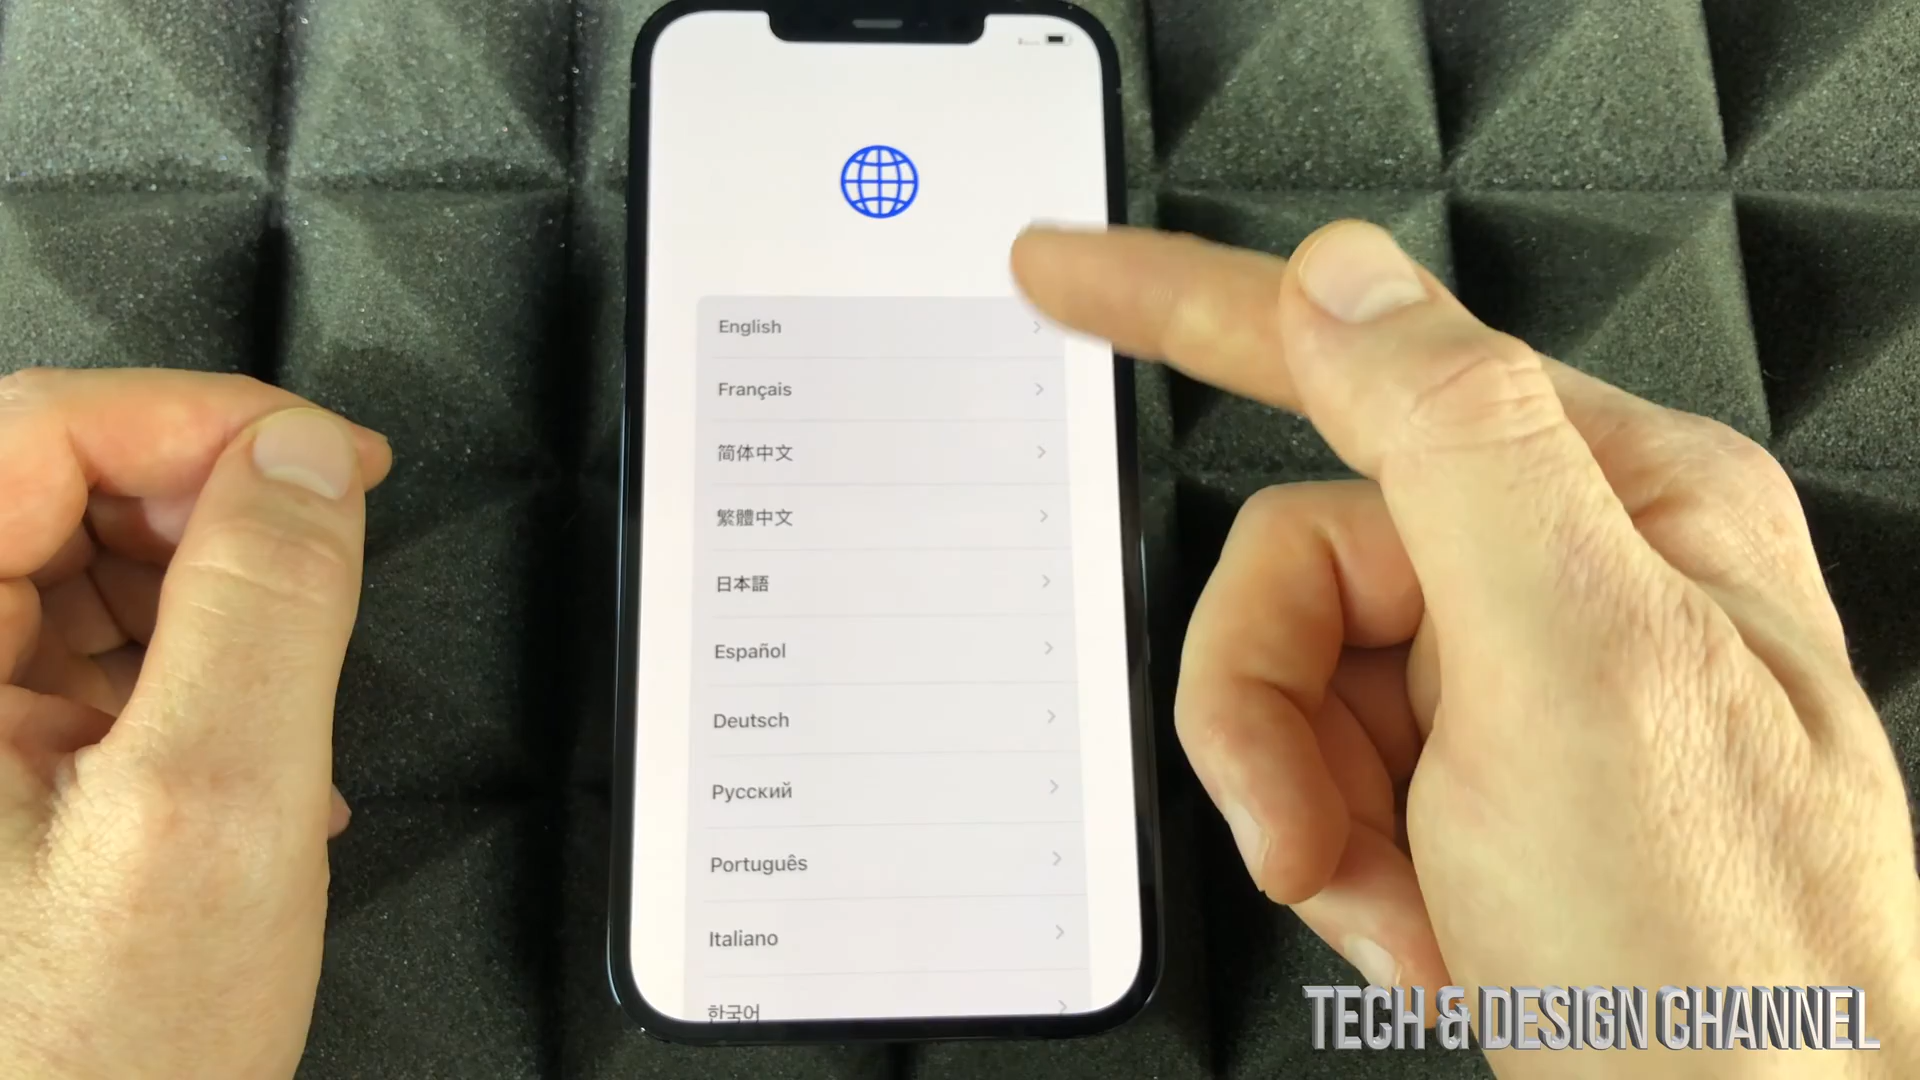 English
Français
简体中文
繁體中文
日本語
Español
Deutsch
Русский
Português
Italiano
한국어
TECH & DESIGN CHANNEL